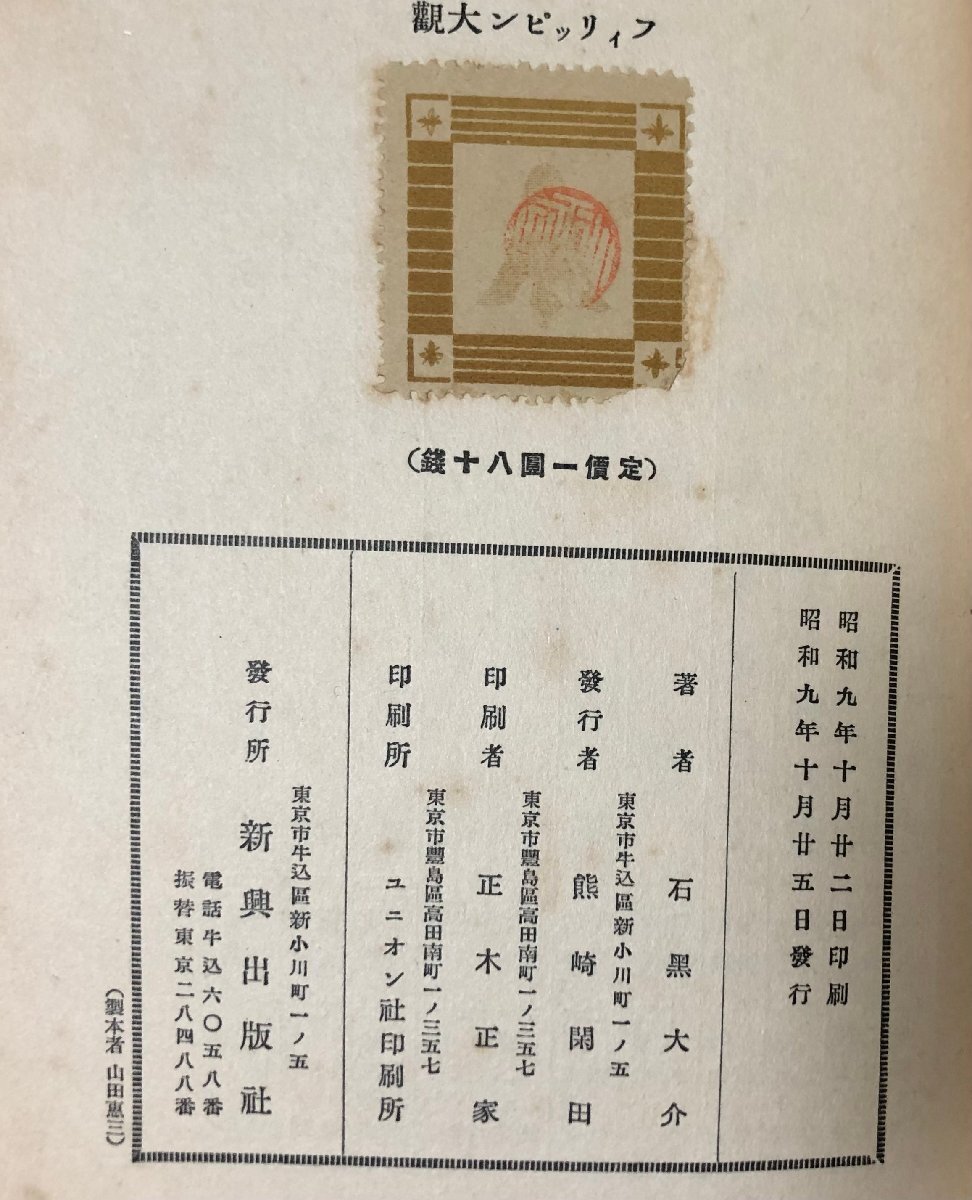 フィリッピン大觀
(定價一圓八十錢)
昭和九年十月廿二日印刷
昭和九年十月廿五日發行
著者 石黑大介
東京市牛込區新小川町一ノ五
發行者 熊崎閑田
東京市豐島區高田南町一ノ三五七
印刷者 正木正家
東京市豐島區高田南町一ノ三五七
印刷所 ユニオン社印刷所
東京市牛込區新小川町一ノ五
發行所 新興出版社
電話牛込六〇五八番
振替東京二八四八八番
(製本者 山田惠三)